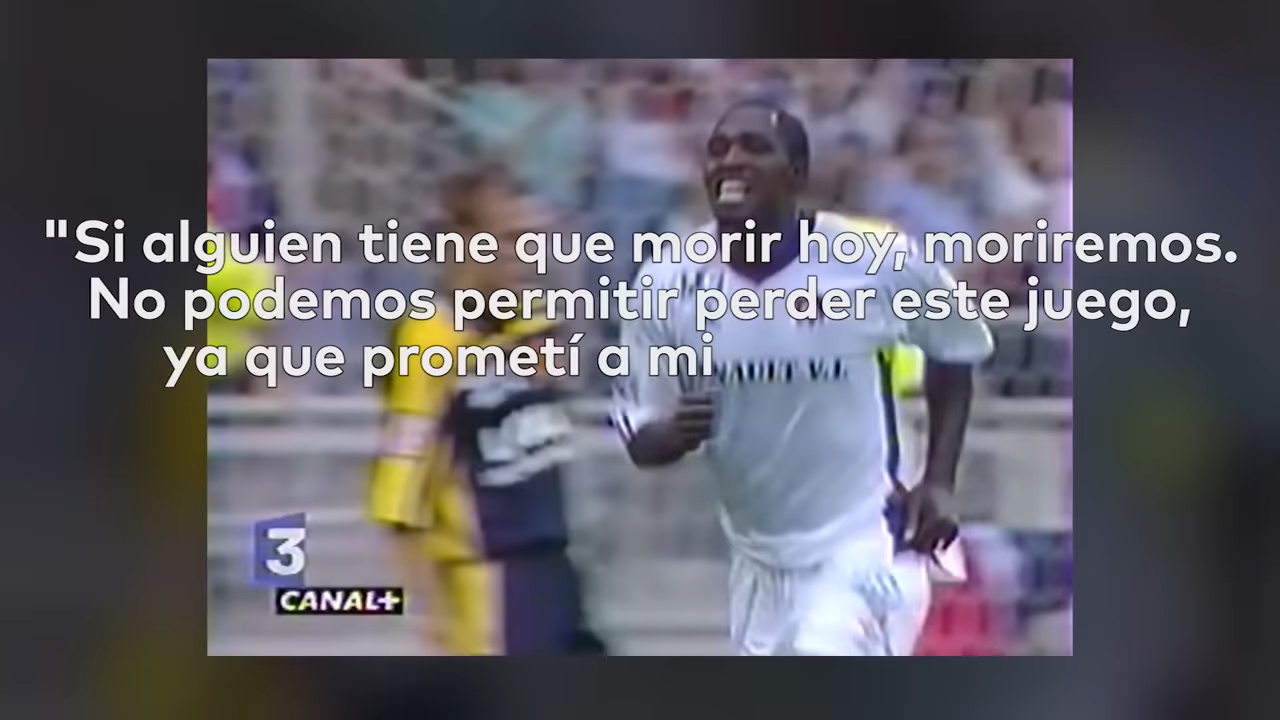 "Si alguien tiene que morir hoy, moriremos.
No podemos permitir perder este juego,
ya que prometí a mi
V.I.
3
CANAL+